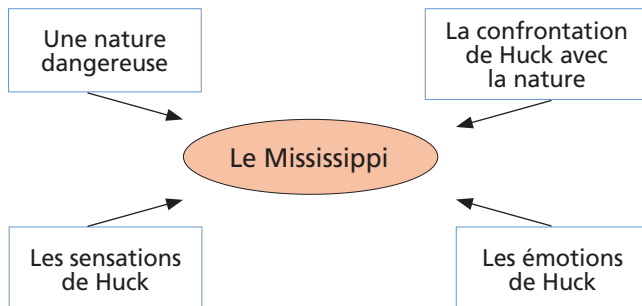 Une nature
dangereuse
La confrontation
de Huck avec
la nature
Le Mississippi
Les sensations
de Huck
Les émotions
de Huck